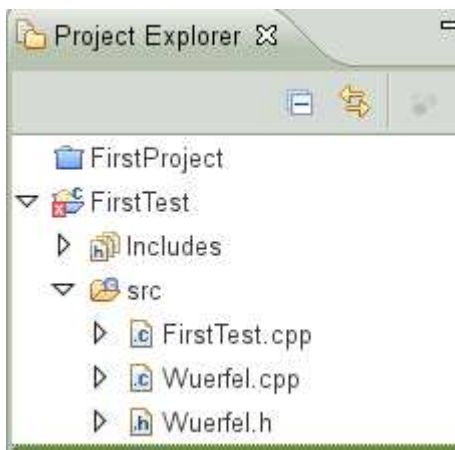 Project Explorer
FirstProject
FirstTest
Includes
src
FirstTest.cpp
Wuerfel.cpp
Wuerfel.h